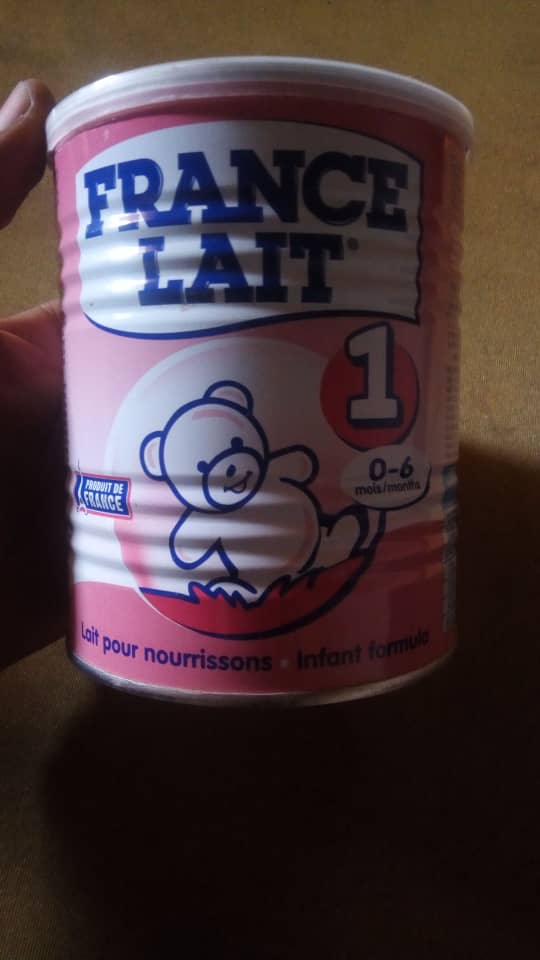 FRANCE
LAIT®
1
0-6
mois/months
PRODUIT DE
FRANCE
Lait pour nourrissons • Infant formula